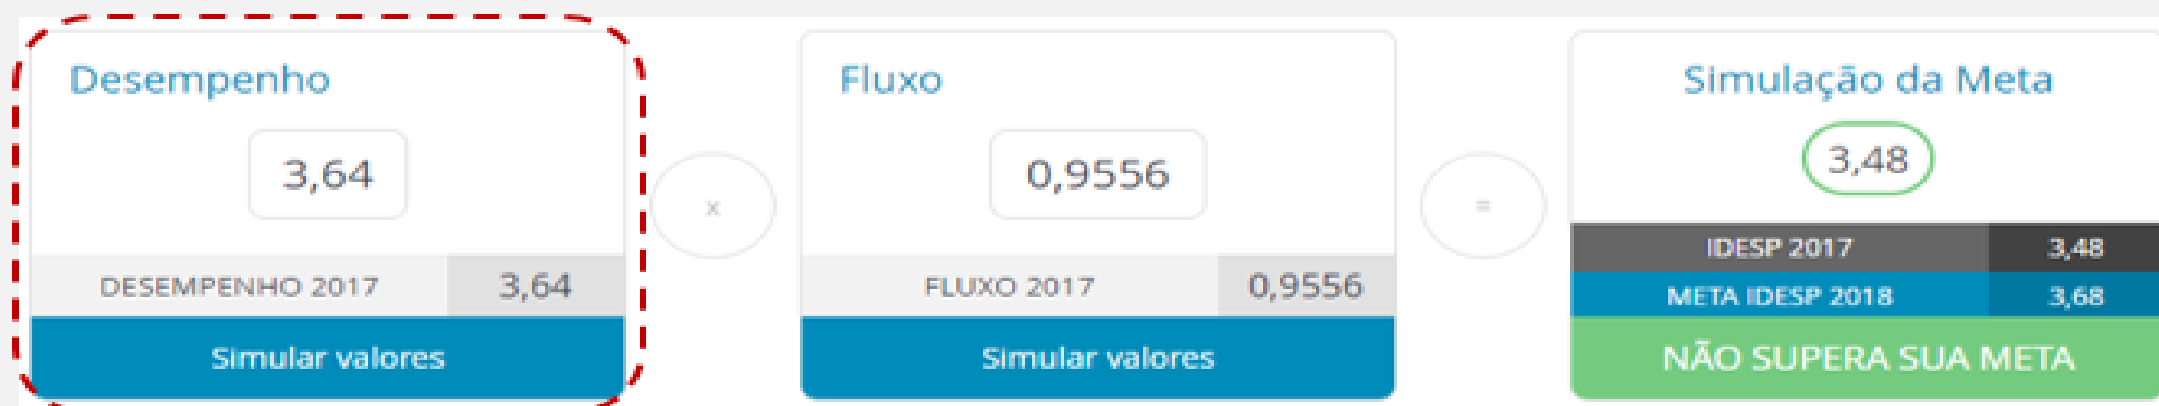 Desempenho
3,64
DESEMPENHO 2017 3,64
Simular valores
x
Fluxo
0,9556
FLUXO 2017 0,9556
Simular valores
=
Simulação da Meta
3,48
IDESP 2017 3,48
META IDESP 2018 3,68
NÃO SUPERA SUA META